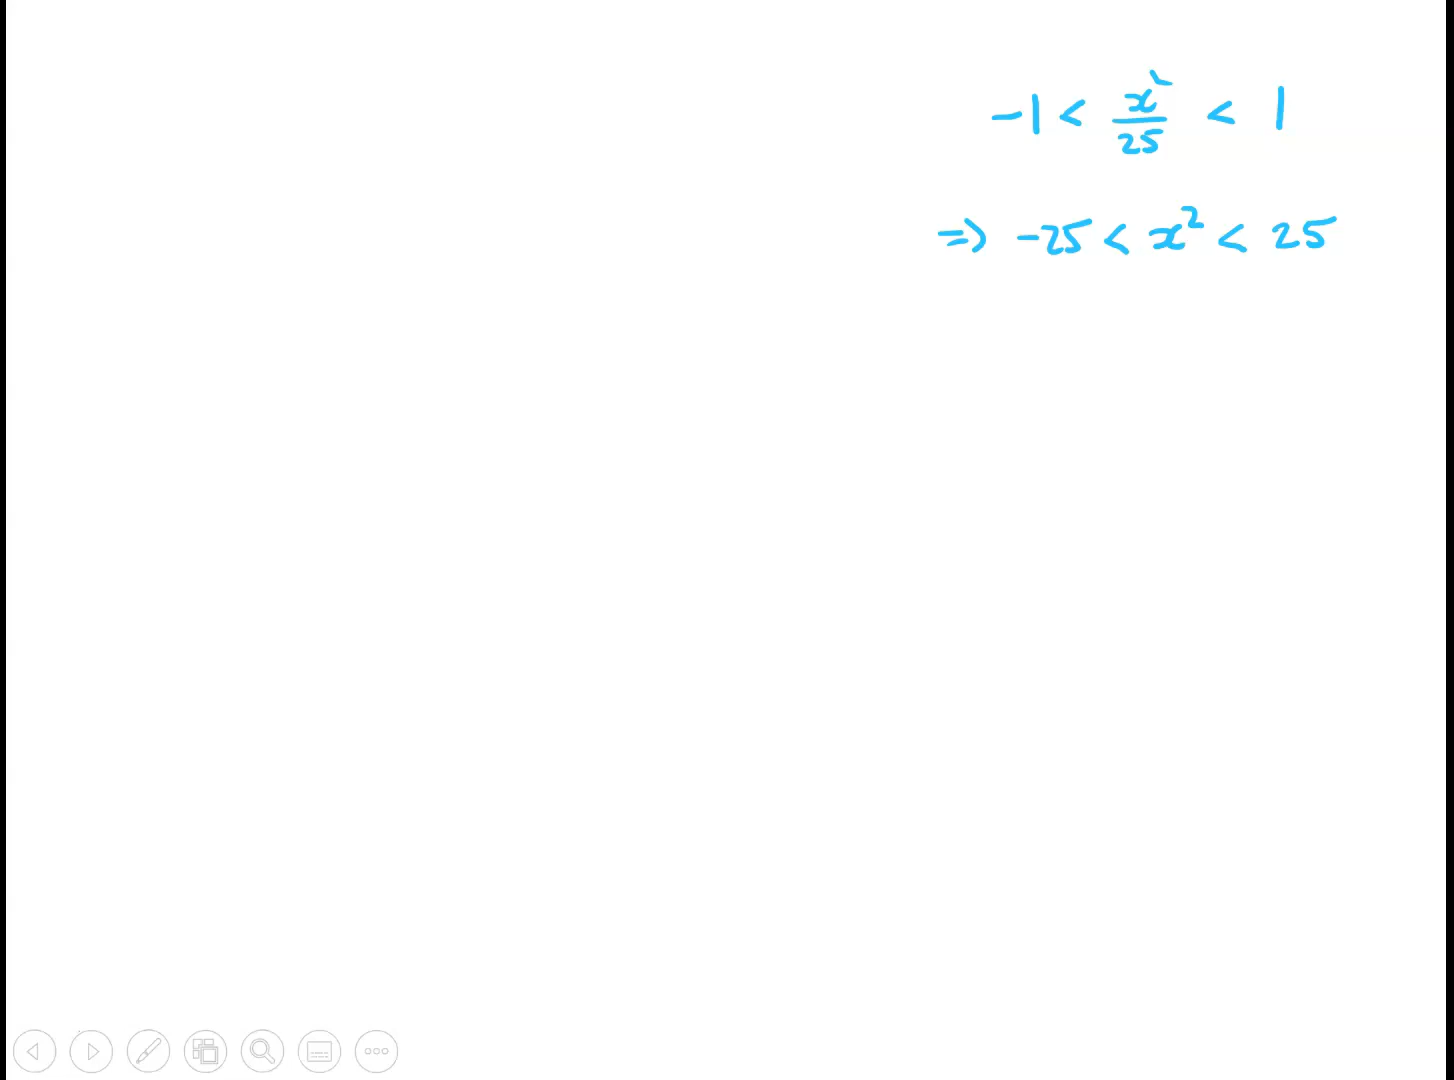 -1 < x²/25 < 1
⇒ -25 < x² < 25